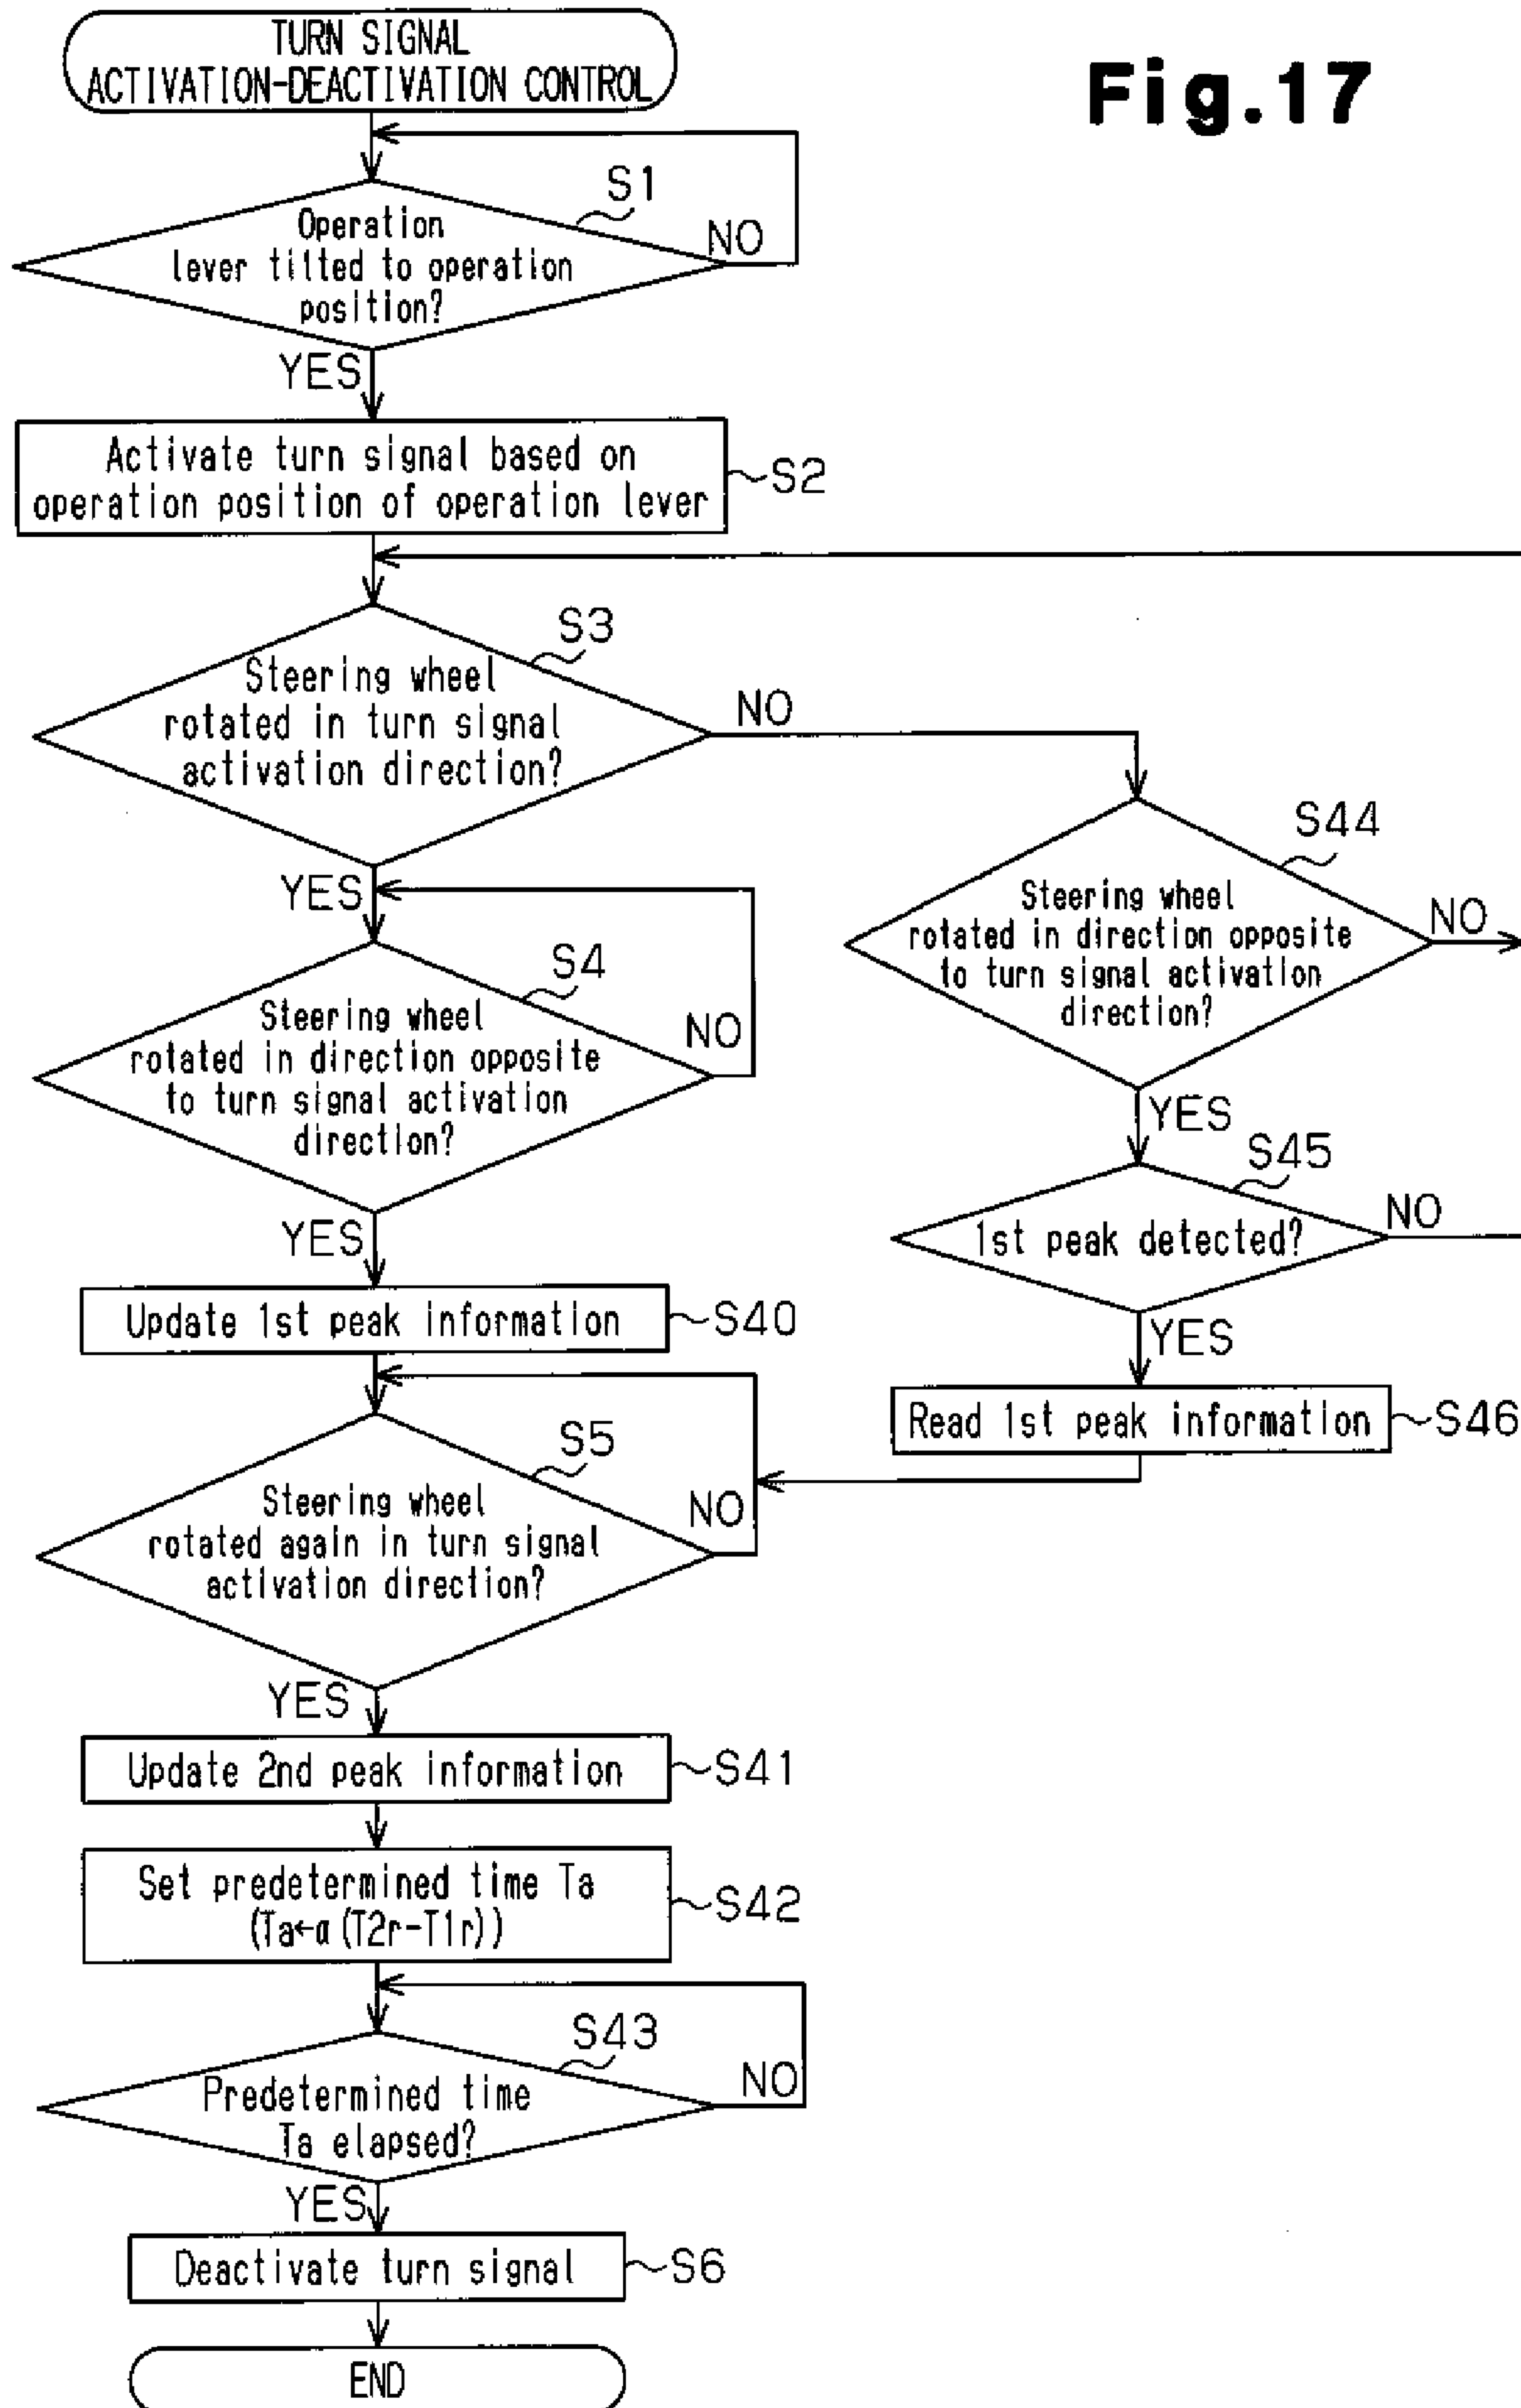 TURN SIGNAL
ACTIVATION-DEACTIVATION CONTROL
Fig.17
S1
Operation
lever tilted to operation
position?
NO
YES
Activate turn signal based on
operation position of operation lever
S2
S3
Steering wheel
rotated in turn signal
activation direction?
NO
YES
S4
Steering wheel
rotated in direction opposite
to turn signal activation
direction?
NO
YES
S44
Steering wheel
rotated in direction opposite
to turn signal activation
direction?
NO
YES
S45
1st peak detected?
NO
YES
Read 1st peak information
S46
Update 1st peak information
S40
S5
Steering wheel
rotated again in turn signal
activation direction?
NO
YES
Update 2nd peak information
S41
Set predetermined time Ta
(Ta←α(T2r-T1r))
S42
S43
Predetermined time
Ta elapsed?
NO
YES
Deactivate turn signal
S6
END